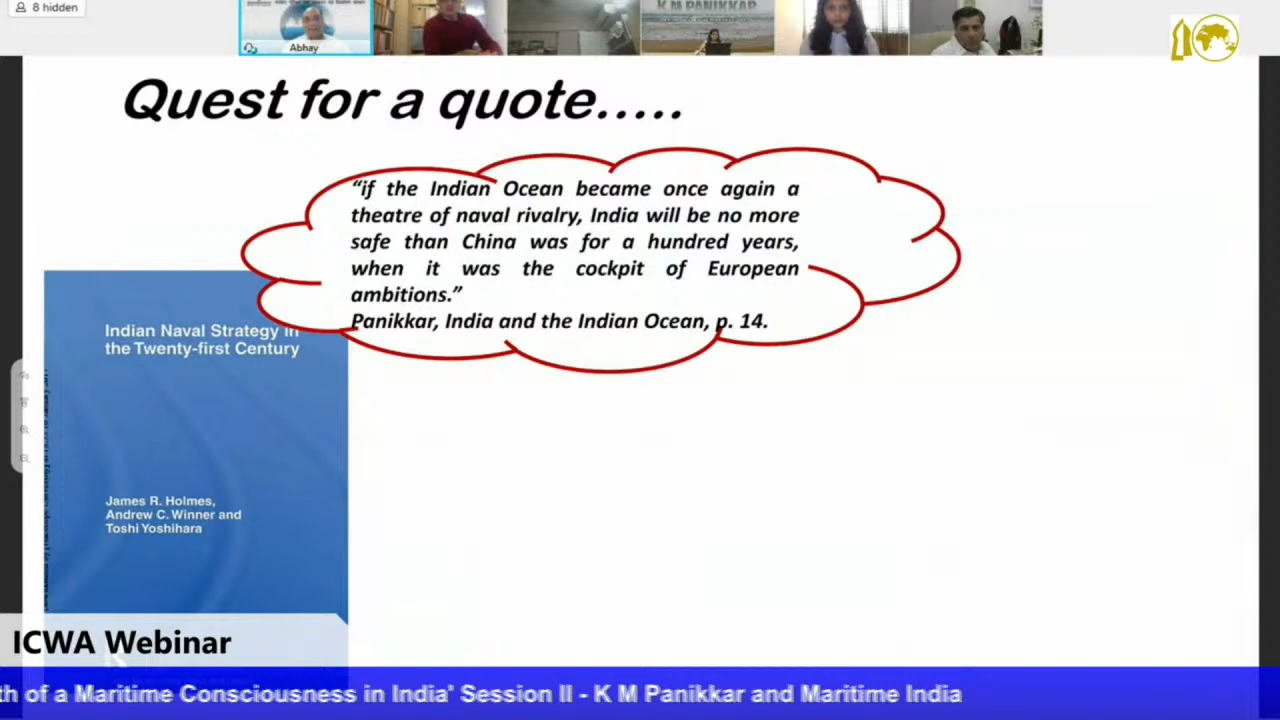 8 hidden
Abhay
K M PANIKKAR
Quest for a quote.....
“if the Indian Ocean became once again a
theatre of naval rivalry, India will be no more
safe than China was for a hundred years,
when it was the cockpit of European
ambitions.”
Panikkar, India and the Indian Ocean, p. 14.
Indian Naval Strategy in
the Twenty-first Century
James R. Holmes,
Andrew C. Winner and
Toshi Yoshihara
ICWA Webinar
th of a Maritime Consciousness in India' Session II - K M Panikkar and Maritime India